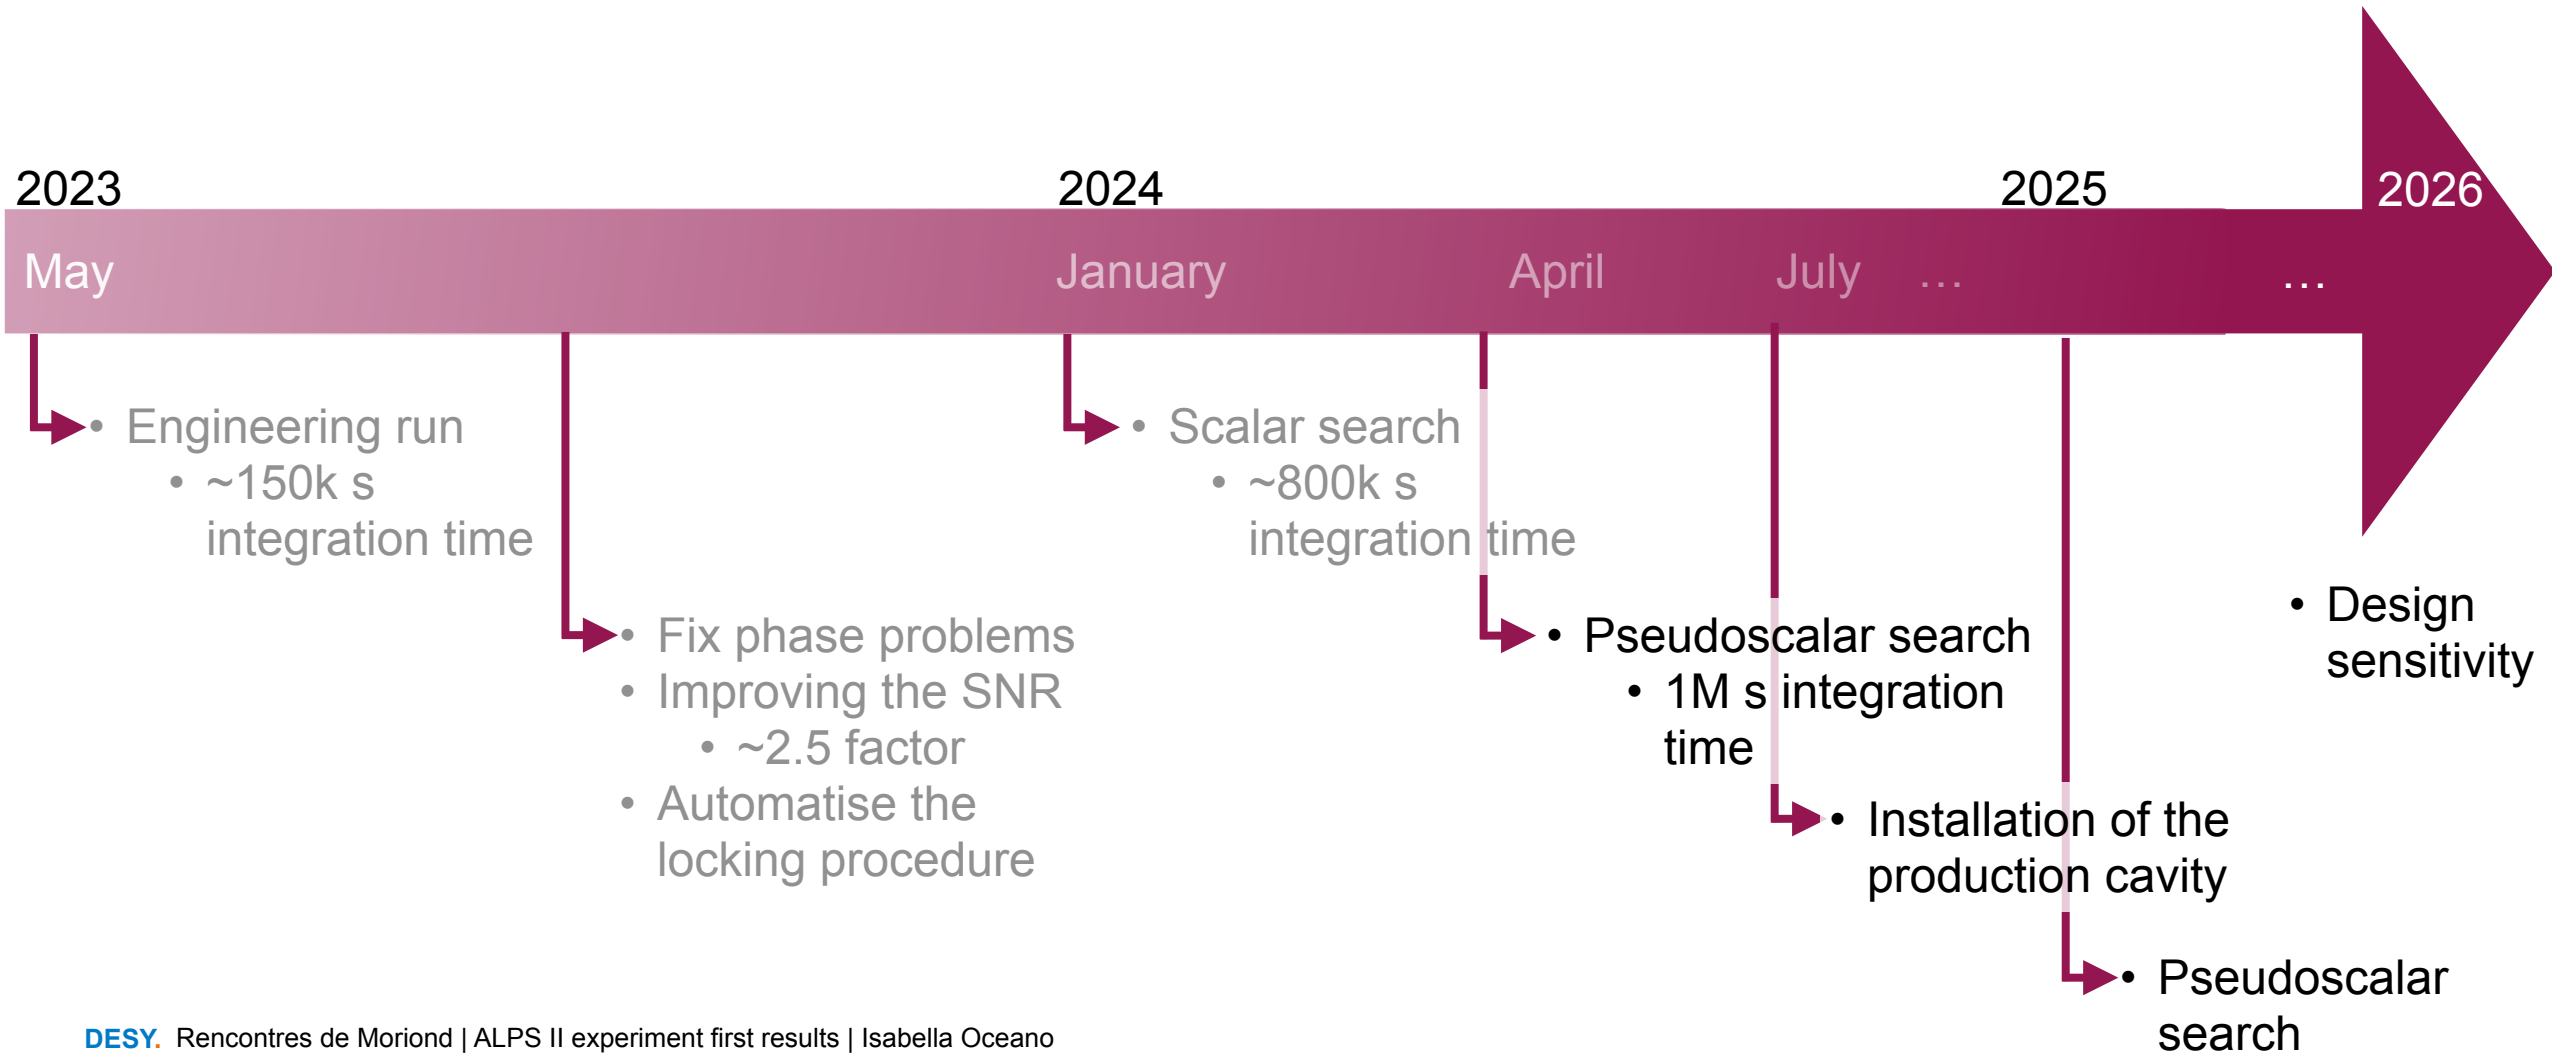 2023
2024
2025
2026
May
January
April
July
...
...
• Engineering run
• ~150k s
integration time
• Fix phase problems
• Improving the SNR
• ~2.5 factor
• Automatise the
locking procedure
• Scalar search
• ~800k s
integration time
• Pseudoscalar search
• 1M s integration
time
• Installation of the
production cavity
• Pseudoscalar
search
• Design
sensitivity
DESY. Rencontres de Moriond | ALPS II experiment first results | Isabella Oceano